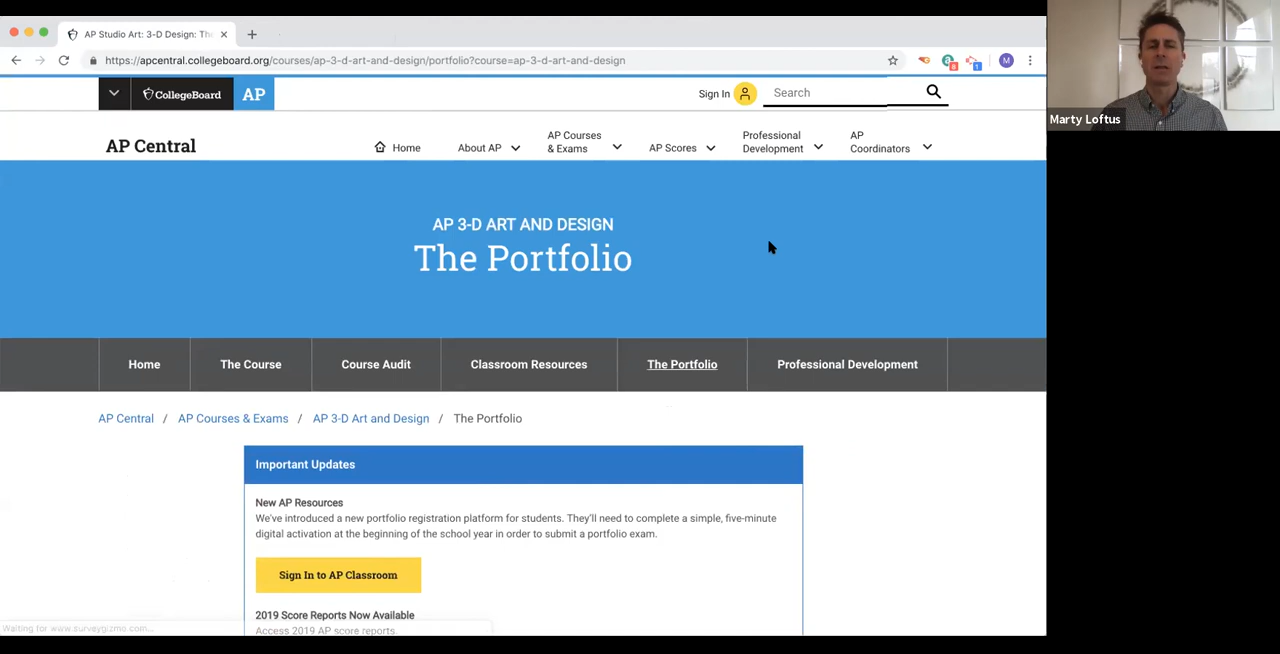 AP Studio Art: 3-D Design: The
https://apcentral.collegeboard.org/courses/ap-3-d-art-and-design/portfolio?course=ap-3-d-art-and-design
M
CollegeBoard
AP
Sign In
Search
Marty Loftus
AP Central
Home
About AP
AP Courses
& Exams
AP Scores
Professional
Development
AP
Coordinators
AP 3-D ART AND DESIGN
The Portfolio
Home
The Course
Course Audit
Classroom Resources
The Portfolio
Professional Development
AP Central / AP Courses & Exams / AP 3-D Art and Design / The Portfolio
Important Updates
New AP Resources
We've introduced a new portfolio registration platform for students. They'll need to complete a simple, five-minute
digital activation at the beginning of the school year in order to submit a portfolio exam.
Sign In to AP Classroom
2019 Score Reports Now Available
Access 2019 AP score reports.
Waiting for www.surveygizmo.com...